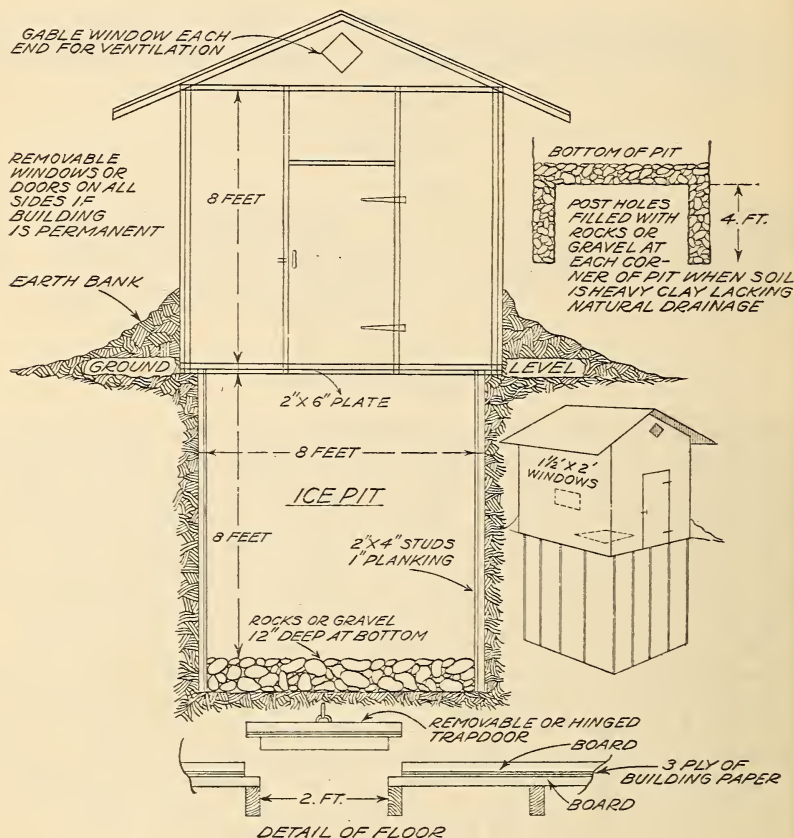 GABLE WINDOW EACH
END FOR VENTILATION
REMOVABLE
WINDOWS OR
DOORS ON ALL
SIDES IF
BUILDING
IS PERMANENT
8 FEET
BOTTOM OF PIT
POST HOLES
FILLED WITH
ROCKS OR
GRAVEL AT
EACH COR-
NER OF PIT WHEN SOIL
IS HEAVY CLAY LACKING
NATURAL DRAINAGE
4. FT.
EARTH BANK
GROUND
LEVEL
2"X 6" PLATE
8 FEET
ICE PIT
8 FEET
2"X4" STUDS
1" PLANKING
1½' X 2'
WINDOWS
ROCKS OR GRAVEL
12" DEEP AT BOTTOM
REMOVABLE OR HINGED
TRAPDOOR
BOARD
3 PLY OF
BUILDING PAPER
BOARD
2. FT.
DETAIL OF FLOOR